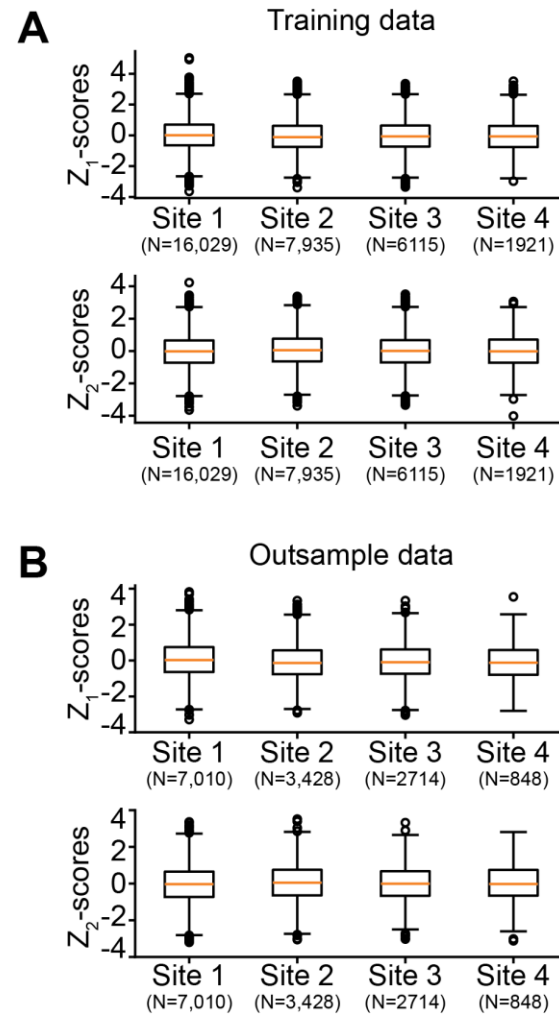 A
Training data
Z1-scores
4
2
0
-2
-4
Site 1 Site 2 Site 3 Site 4
(N=16,029) (N=7,935) (N=6115) (N=1921)
Z2-scores
4
2
0
-2
-4
Site 1 Site 2 Site 3 Site 4
(N=16,029) (N=7,935) (N=6115) (N=1921)
B
Outsample data
Z1-scores
4
2
0
-2
-4
Site 1 Site 2 Site 3 Site 4
(N=7,010) (N=3,428) (N=2714) (N=848)
Z2-scores
4
2
0
-2
-4
Site 1 Site 2 Site 3 Site 4
(N=7,010) (N=3,428) (N=2714) (N=848)